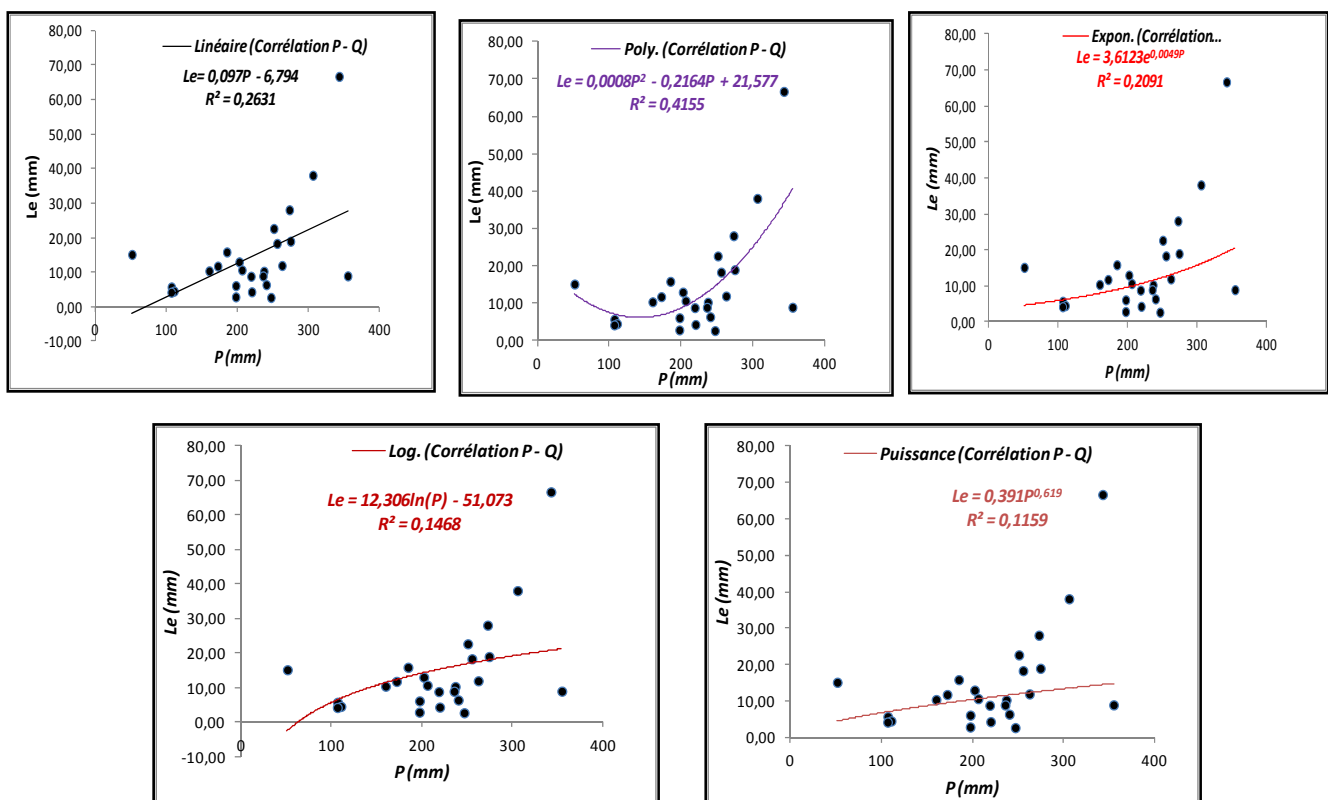 80,00
70,00
60,00
50,00
40,00
30,00
20,00
10,00
0,00
-10,00
Le (mm)
Linéaire (Corrélation P - Q)
Le= 0,097P - 6,794
R² = 0,2631
0 100 200 300 400
P (mm)
80,00
70,00
60,00
50,00
40,00
30,00
20,00
10,00
0,00
Le (mm)
Poly. (Corrélation P - Q)
Le = 0,0008P² - 0,2164P + 21,577
R² = 0,4155
0 100 200 300 400
P (mm)
80,00
70,00
60,00
50,00
40,00
30,00
20,00
10,00
0,00
Le (mm)
Expon. (Corrélation...
Le = 3,6123e^0,0049P
R² = 0,2091
0 100 200 300 400
P (mm)
80,00
70,00
60,00
50,00
40,00
30,00
20,00
10,00
0,00
-10,00
Le (mm)
Log. (Corrélation P - Q)
Le = 12,306ln(P) - 51,073
R² = 0,1468
0 100 200 300 400
P (mm)
80,00
70,00
60,00
50,00
40,00
30,00
20,00
10,00
0,00
Le (mm)
Puissance (Corrélation P - Q)
Le = 0,391P^0,619
R² = 0,1159
0 100 200 300 400
P (mm)